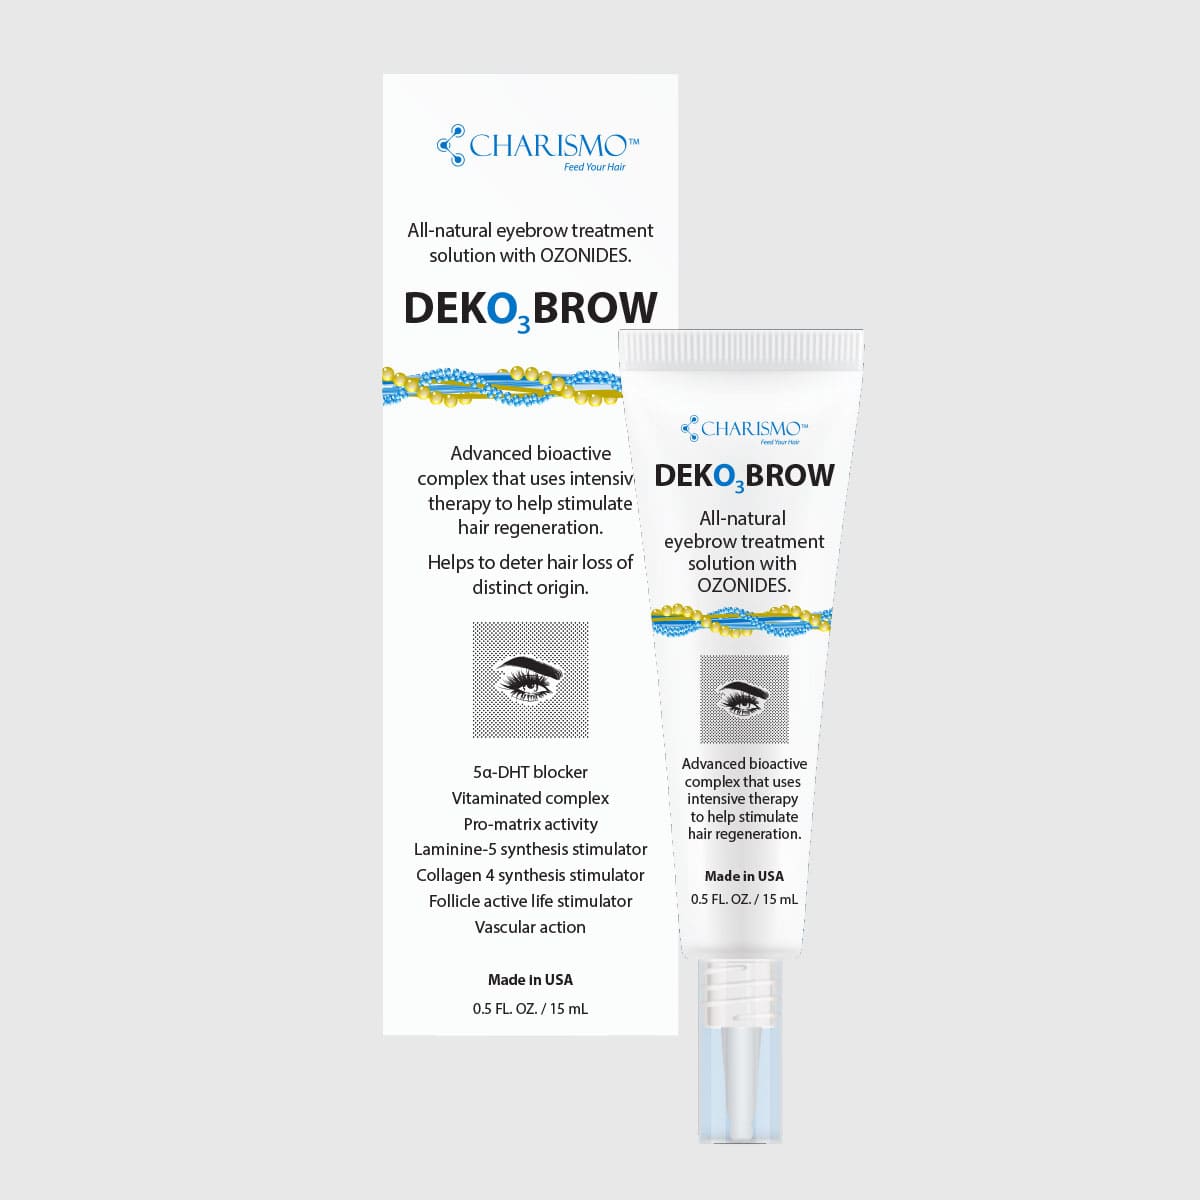 CHARISMO™
Feed Your Hair
All-natural eyebrow treatment
solution with OZONIDES.
DEKO₃BROW
Advanced bioactive
complex that uses intensiv
therapy to help stimulate
hair regeneration.
Helps to deter hair loss of
distinct origin.
5α-DHT blocker
Vitaminated complex
Pro-matrix activity
Laminine-5 synthesis stimulator
Collagen 4 synthesis stimulator
Follicle active life stimulator
Vascular action
Made in USA
0.5 FL. OZ. / 15 mL
CHARISMO™
Feed Your Hair
DEKO₃BROW
All-natural
eyebrow treatment
solution with
OZONIDES.
Advanced bioactive
complex that uses
intensive therapy
to help stimulate
hair regeneration.
Made in USA
0.5 FL. OZ. / 15 mL